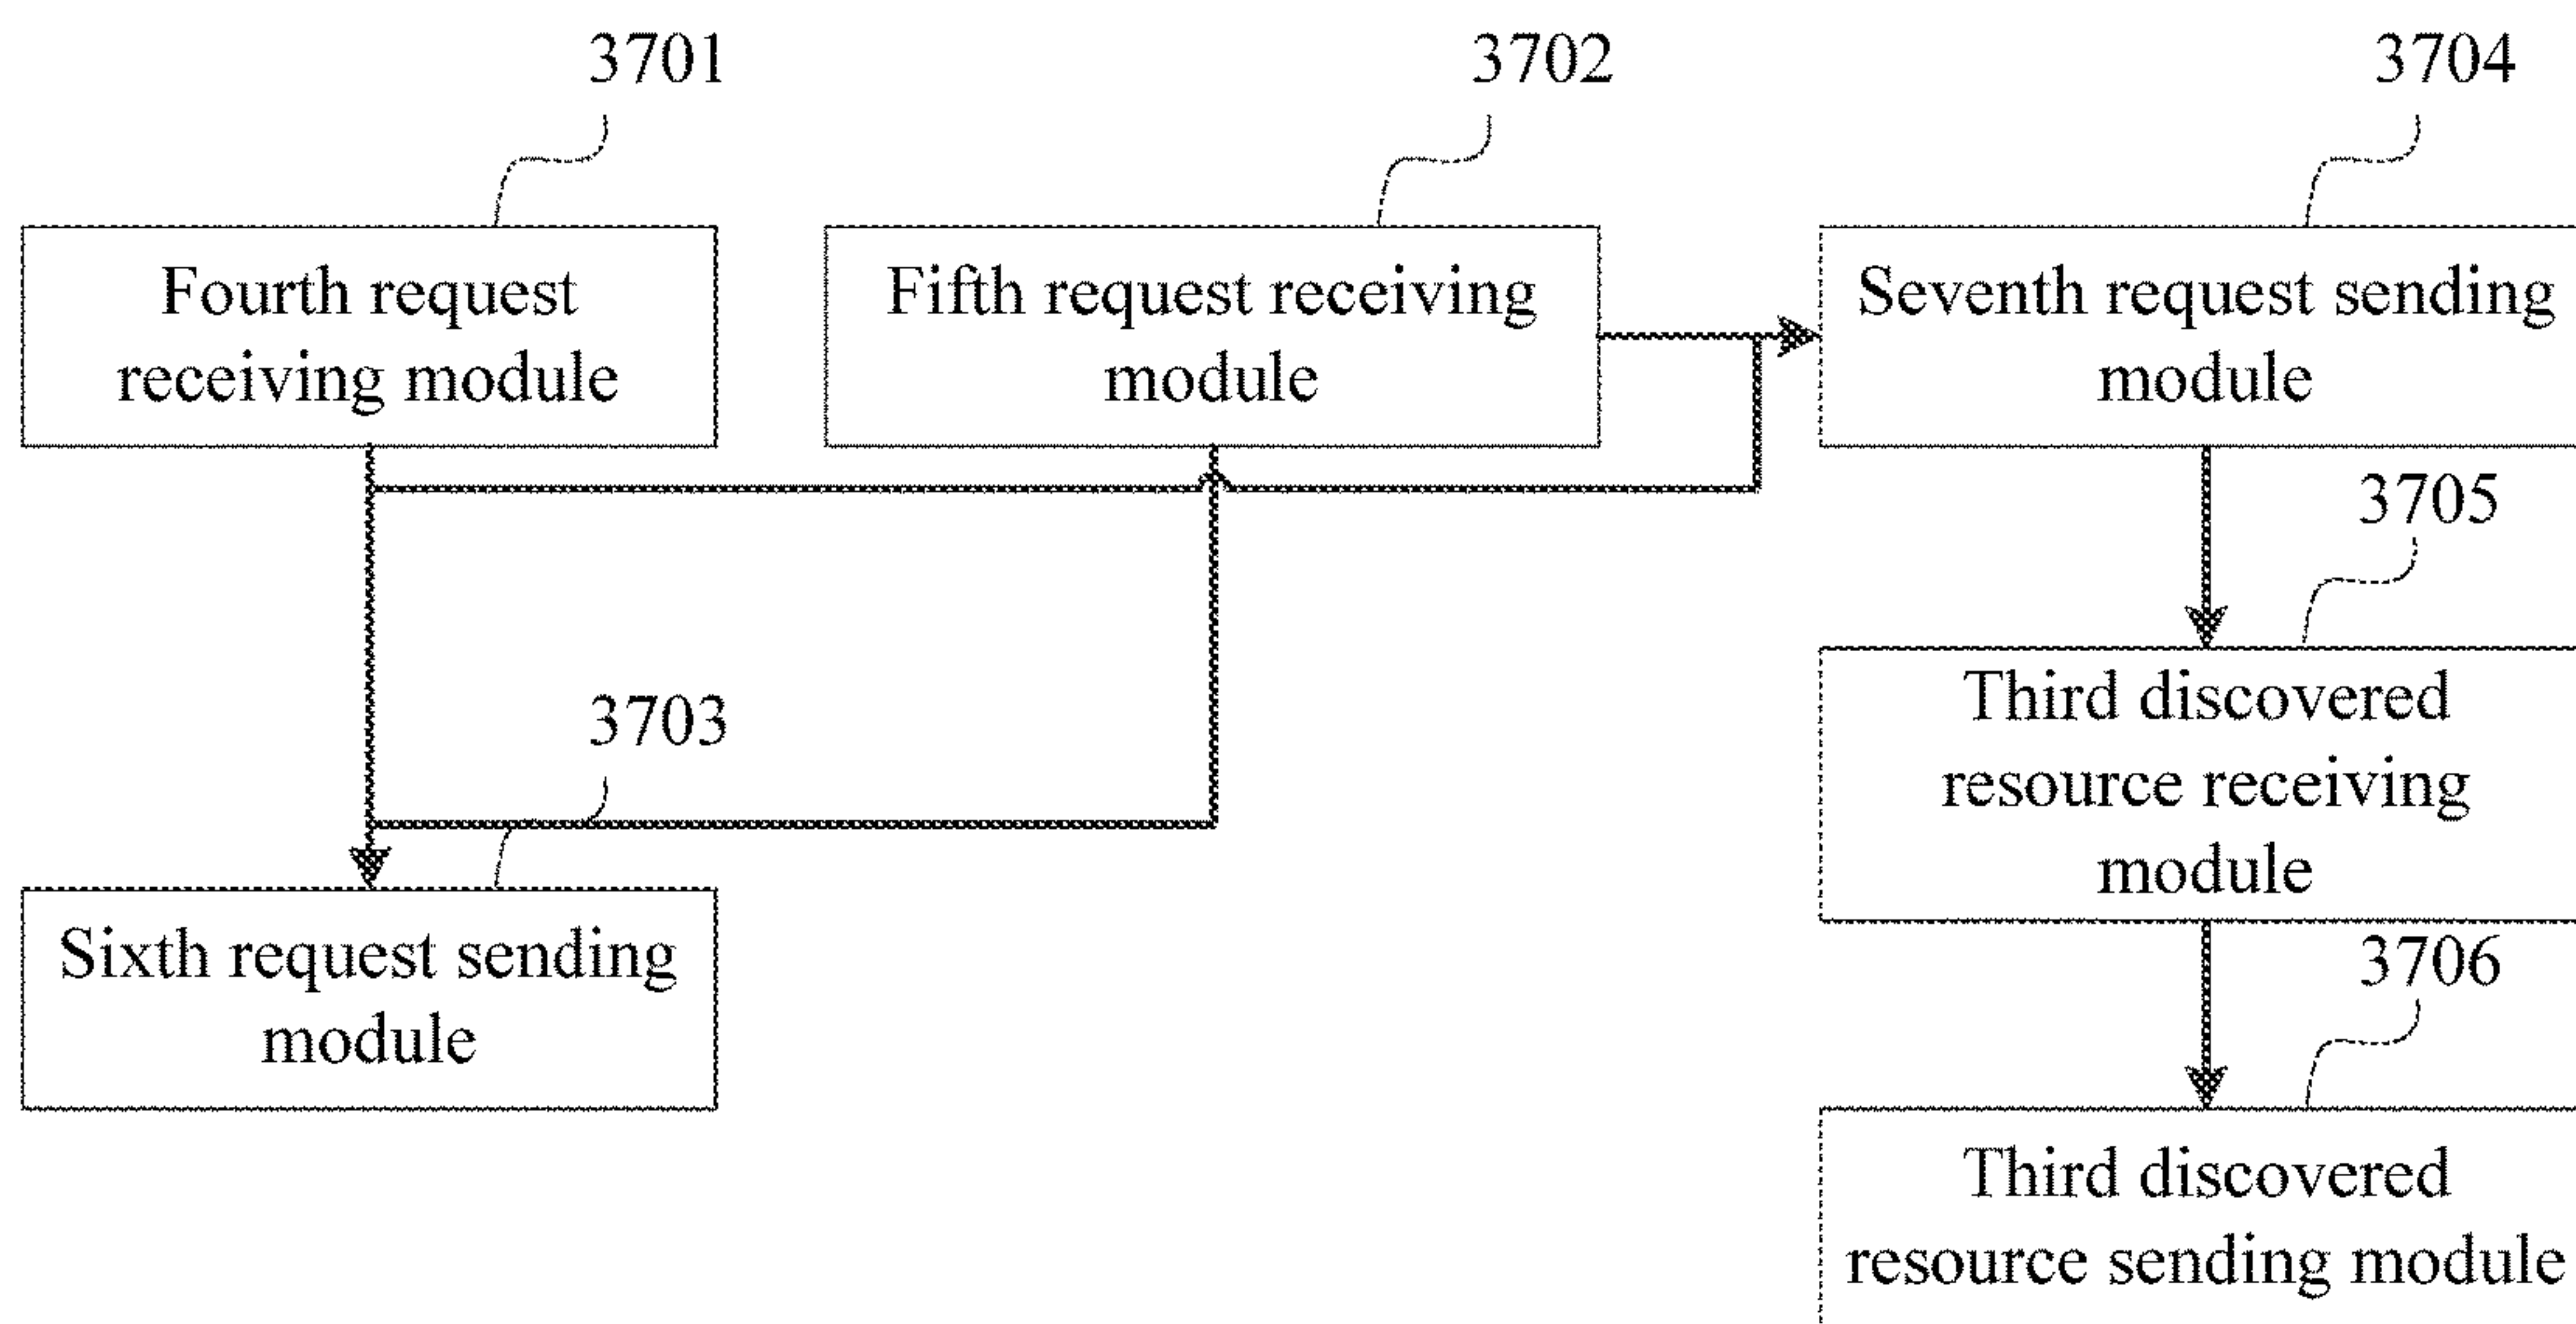 3701
3702
3704
Fourth request
receiving module
Fifth request receiving
module
Seventh request sending
module
3705
Third discovered
resource receiving
module
3703
Sixth request sending
module
3706
Third discovered
resource sending module